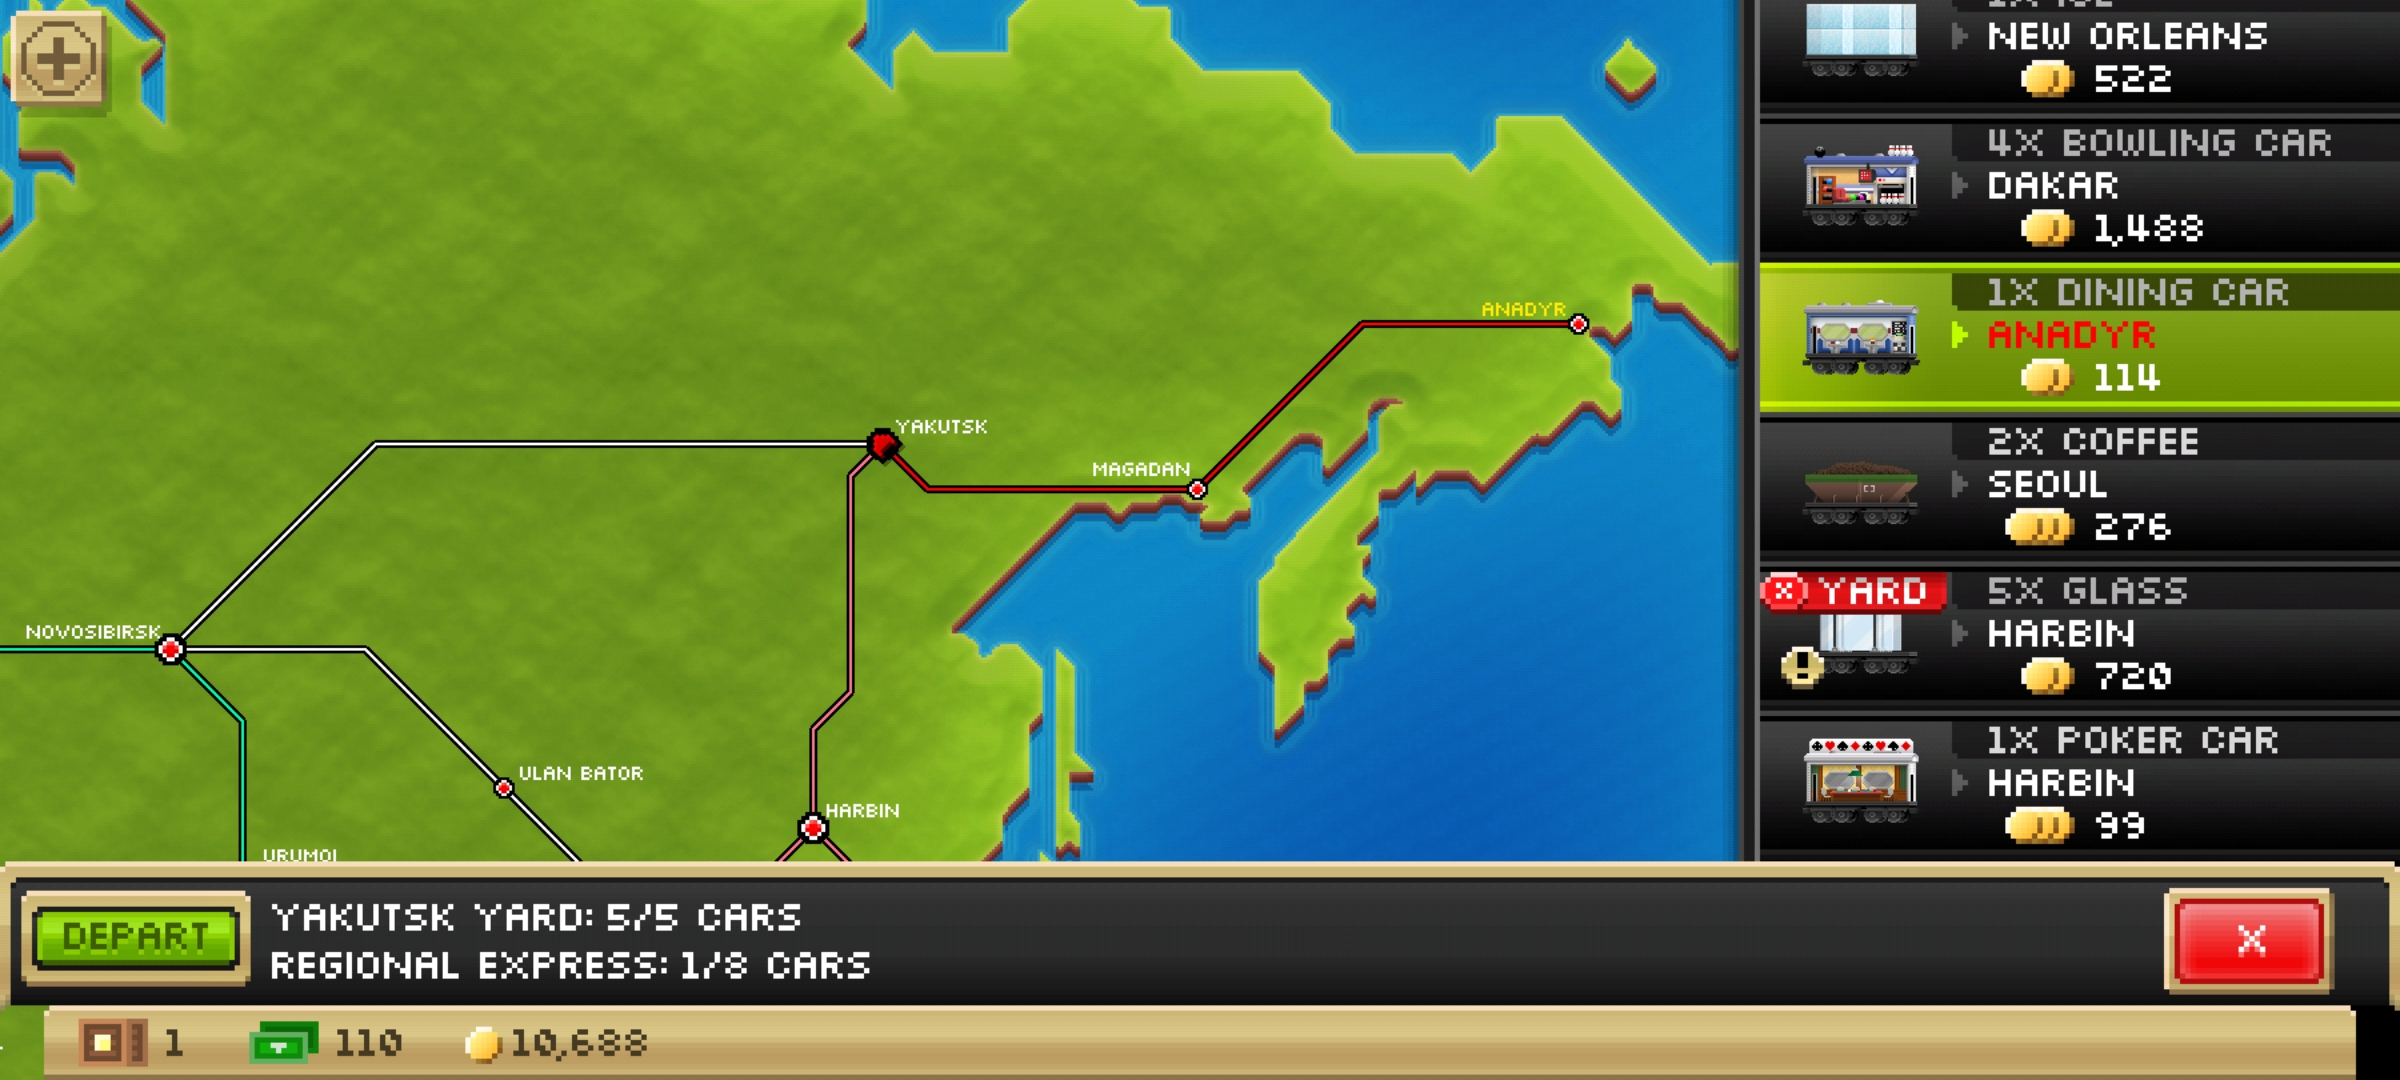 NEW ORLEANS
522
4X BOWLING CAR
DAKAR
1,488
1X DINING CAR
ANADYR
114
2X COFFEE
SEOUL
276
YARD
5X GLASS
HARBIN
720
1X POKER CAR
HARBIN
99
ANADYR
YAKUTSK
MAGADAN
NOVOSIBIRSK
ULAN BATOR
HARBIN
DEPART
YAKUTSK YARD: 5/5 CARS
REGIONAL EXPRESS: 1/8 CARS
X
1
110
10,688